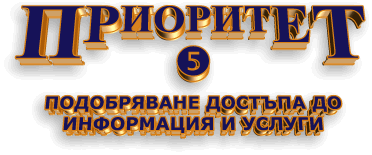 ПРИОРИТЕТ
5
ПОДОБРЯВАНЕ ДОСТЪПА ДО
ИНФОРМАЦИЯ И УСЛУГИ